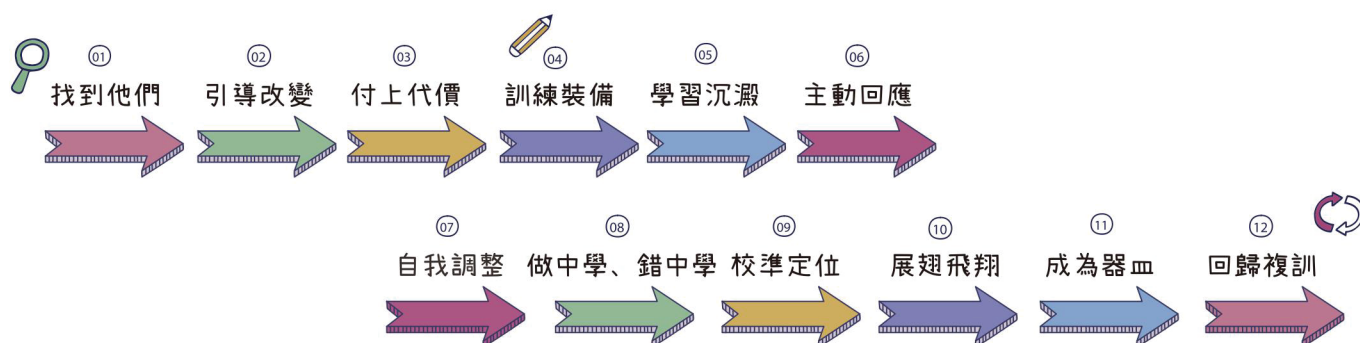 01 02 03 04 05 06
找到他們 引導改變 付上代價 訓練裝備 學習沉澱 主動回應
07 08 09 10 11 12
自我調整 做中學、錯中學 校準定位 展翅飛翔 成為器皿 回歸複訓